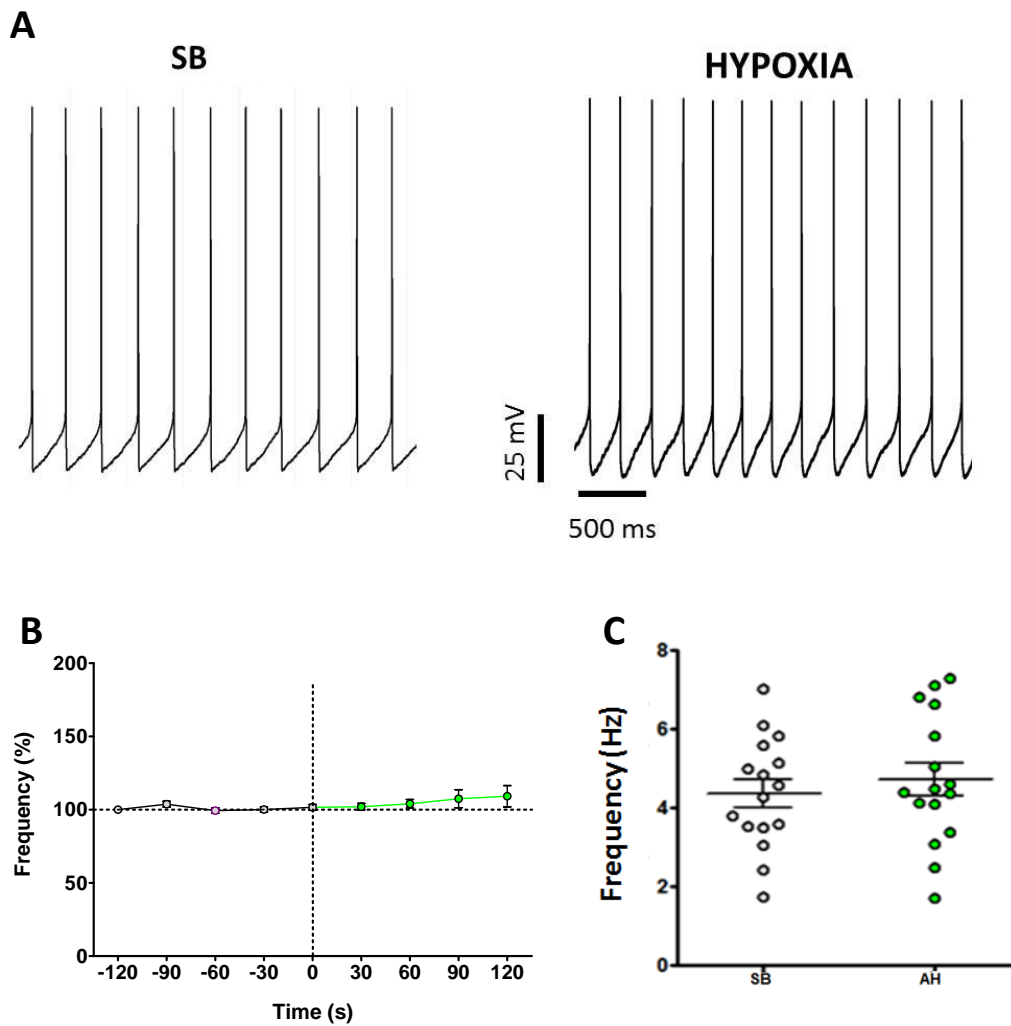 A
SB
HYPOXIA
25 mV
500 ms
B
200
150
100
50
0
Frequency (%)
-120 -90 -60 -30 0 30 60 90 120
Time (s)
C
8
6
4
2
0
Frequency (Hz)
SB AH